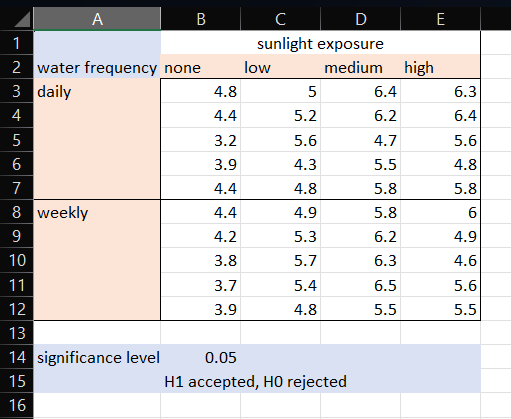 A B C D E
1 sunlight exposure
2 water frequency none low medium high
3 daily 4.8 5 6.4 6.3
4 4.4 5.2 6.2 6.4
5 3.2 5.6 4.7 5.6
6 3.9 4.3 5.5 4.8
7 4.4 4.8 5.8 5.8
8 weekly 4.4 4.9 5.8 6
9 4.2 5.3 6.2 4.9
10 3.8 5.7 6.3 4.6
11 3.7 5.4 6.5 5.6
12 3.9 4.8 5.5 5.5
13
14 significance level 0.05
15 H1 accepted, H0 rejected
16